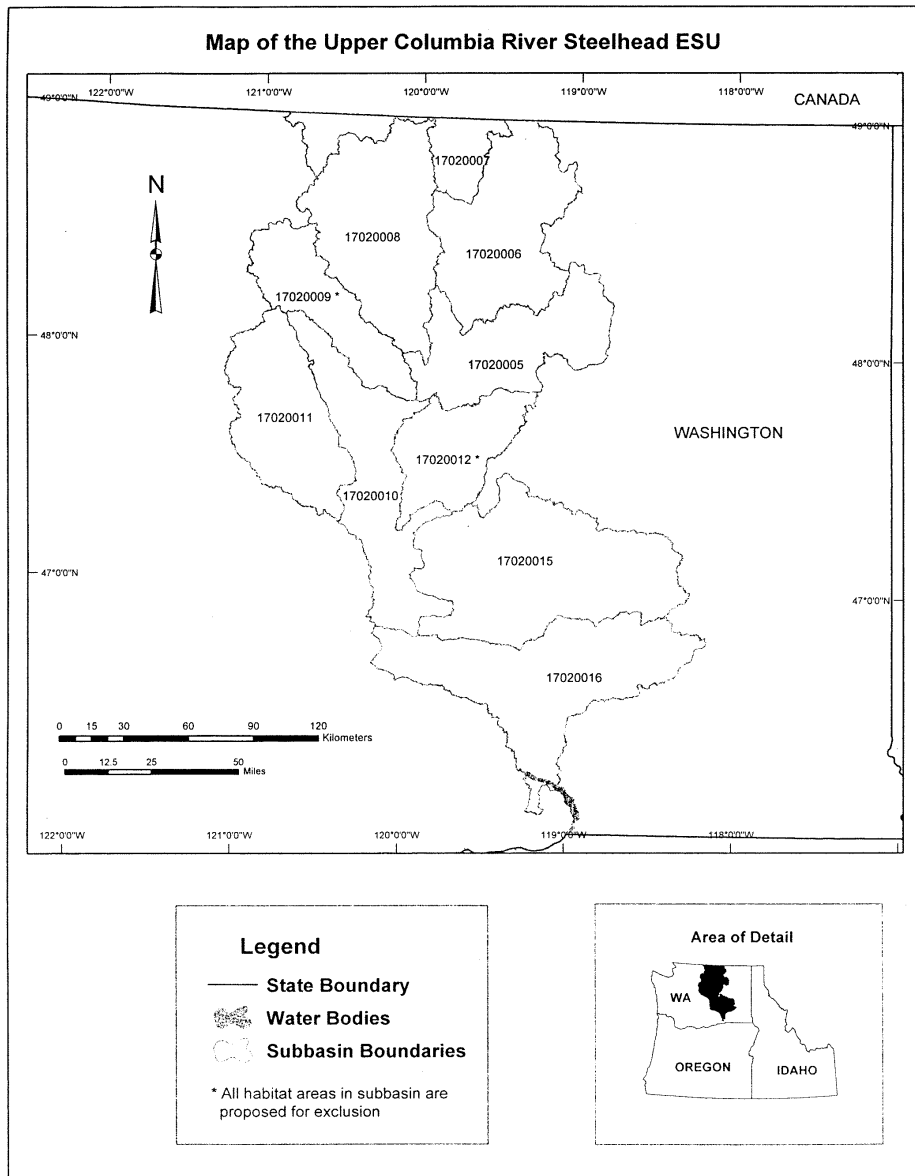 Map of the Upper Columbia River Steelhead ESU
122°0'0"W 121°0'0"W 120°0'0"W 119°0'0"W 118°0'0"W
CANADA
49°0'0"N 49°0'0"N
N
17020007
17020008
17020006
17020009 *
48°0'0"N 48°0'0"N
17020005
17020011
WASHINGTON
17020012 *
17020010
17020015
47°0'0"N 47°0'0"N
17020016
0 15 30 60 90 120
Kilometers
0 12.5 25 50
Miles
122°0'0"W 121°0'0"W 120°0'0"W 119°0'0"W 118°0'0"W
Legend
State Boundary
Water Bodies
Subbasin Boundaries
* All habitat areas in subbasin are
proposed for exclusion
Area of Detail
WA
OREGON
IDAHO